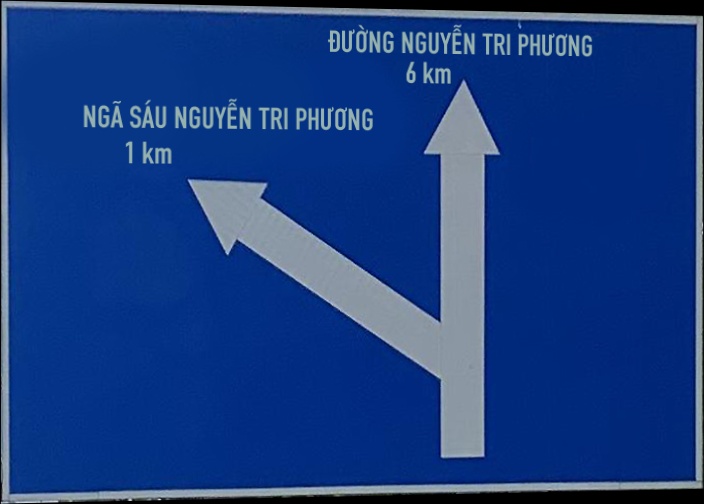 ĐƯỜNG NGUYỄN TRI PHƯƠNG
6 km
NGÃ SÁU NGUYỄN TRI PHƯƠNG
1 km